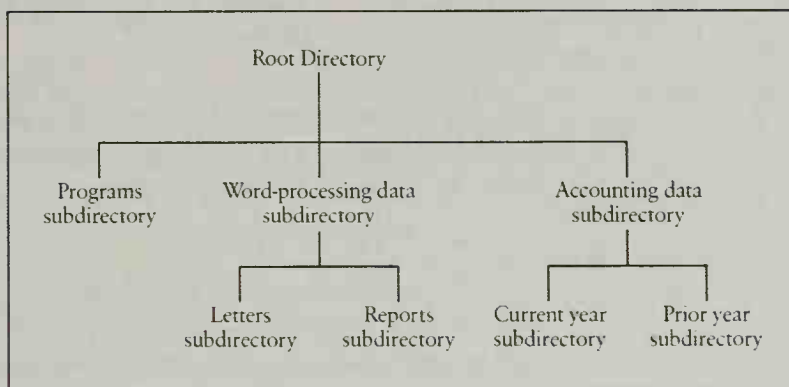 Root Directory
Programs
subdirectory
Word-processing data
subdirectory
Accounting data
subdirectory
Letters
subdirectory
Reports
subdirectory
Current year
subdirectory
Prior year
subdirectory